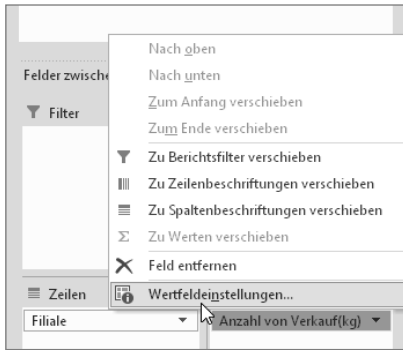 Nach oben
Felder zwische
Nach unten
Zum Anfang verschieben
Filter
Zum Ende verschieben
Zu Berichtsfilter verschieben
Zu Zeilenbeschriftungen verschieben
Zu Spaltenbeschriftungen verschieben
Σ Zu Werten verschieben
Feld entfernen
Zeilen
Wertfeldeinstellungen...
Filiale
Anzahl von Verkauf(kg)